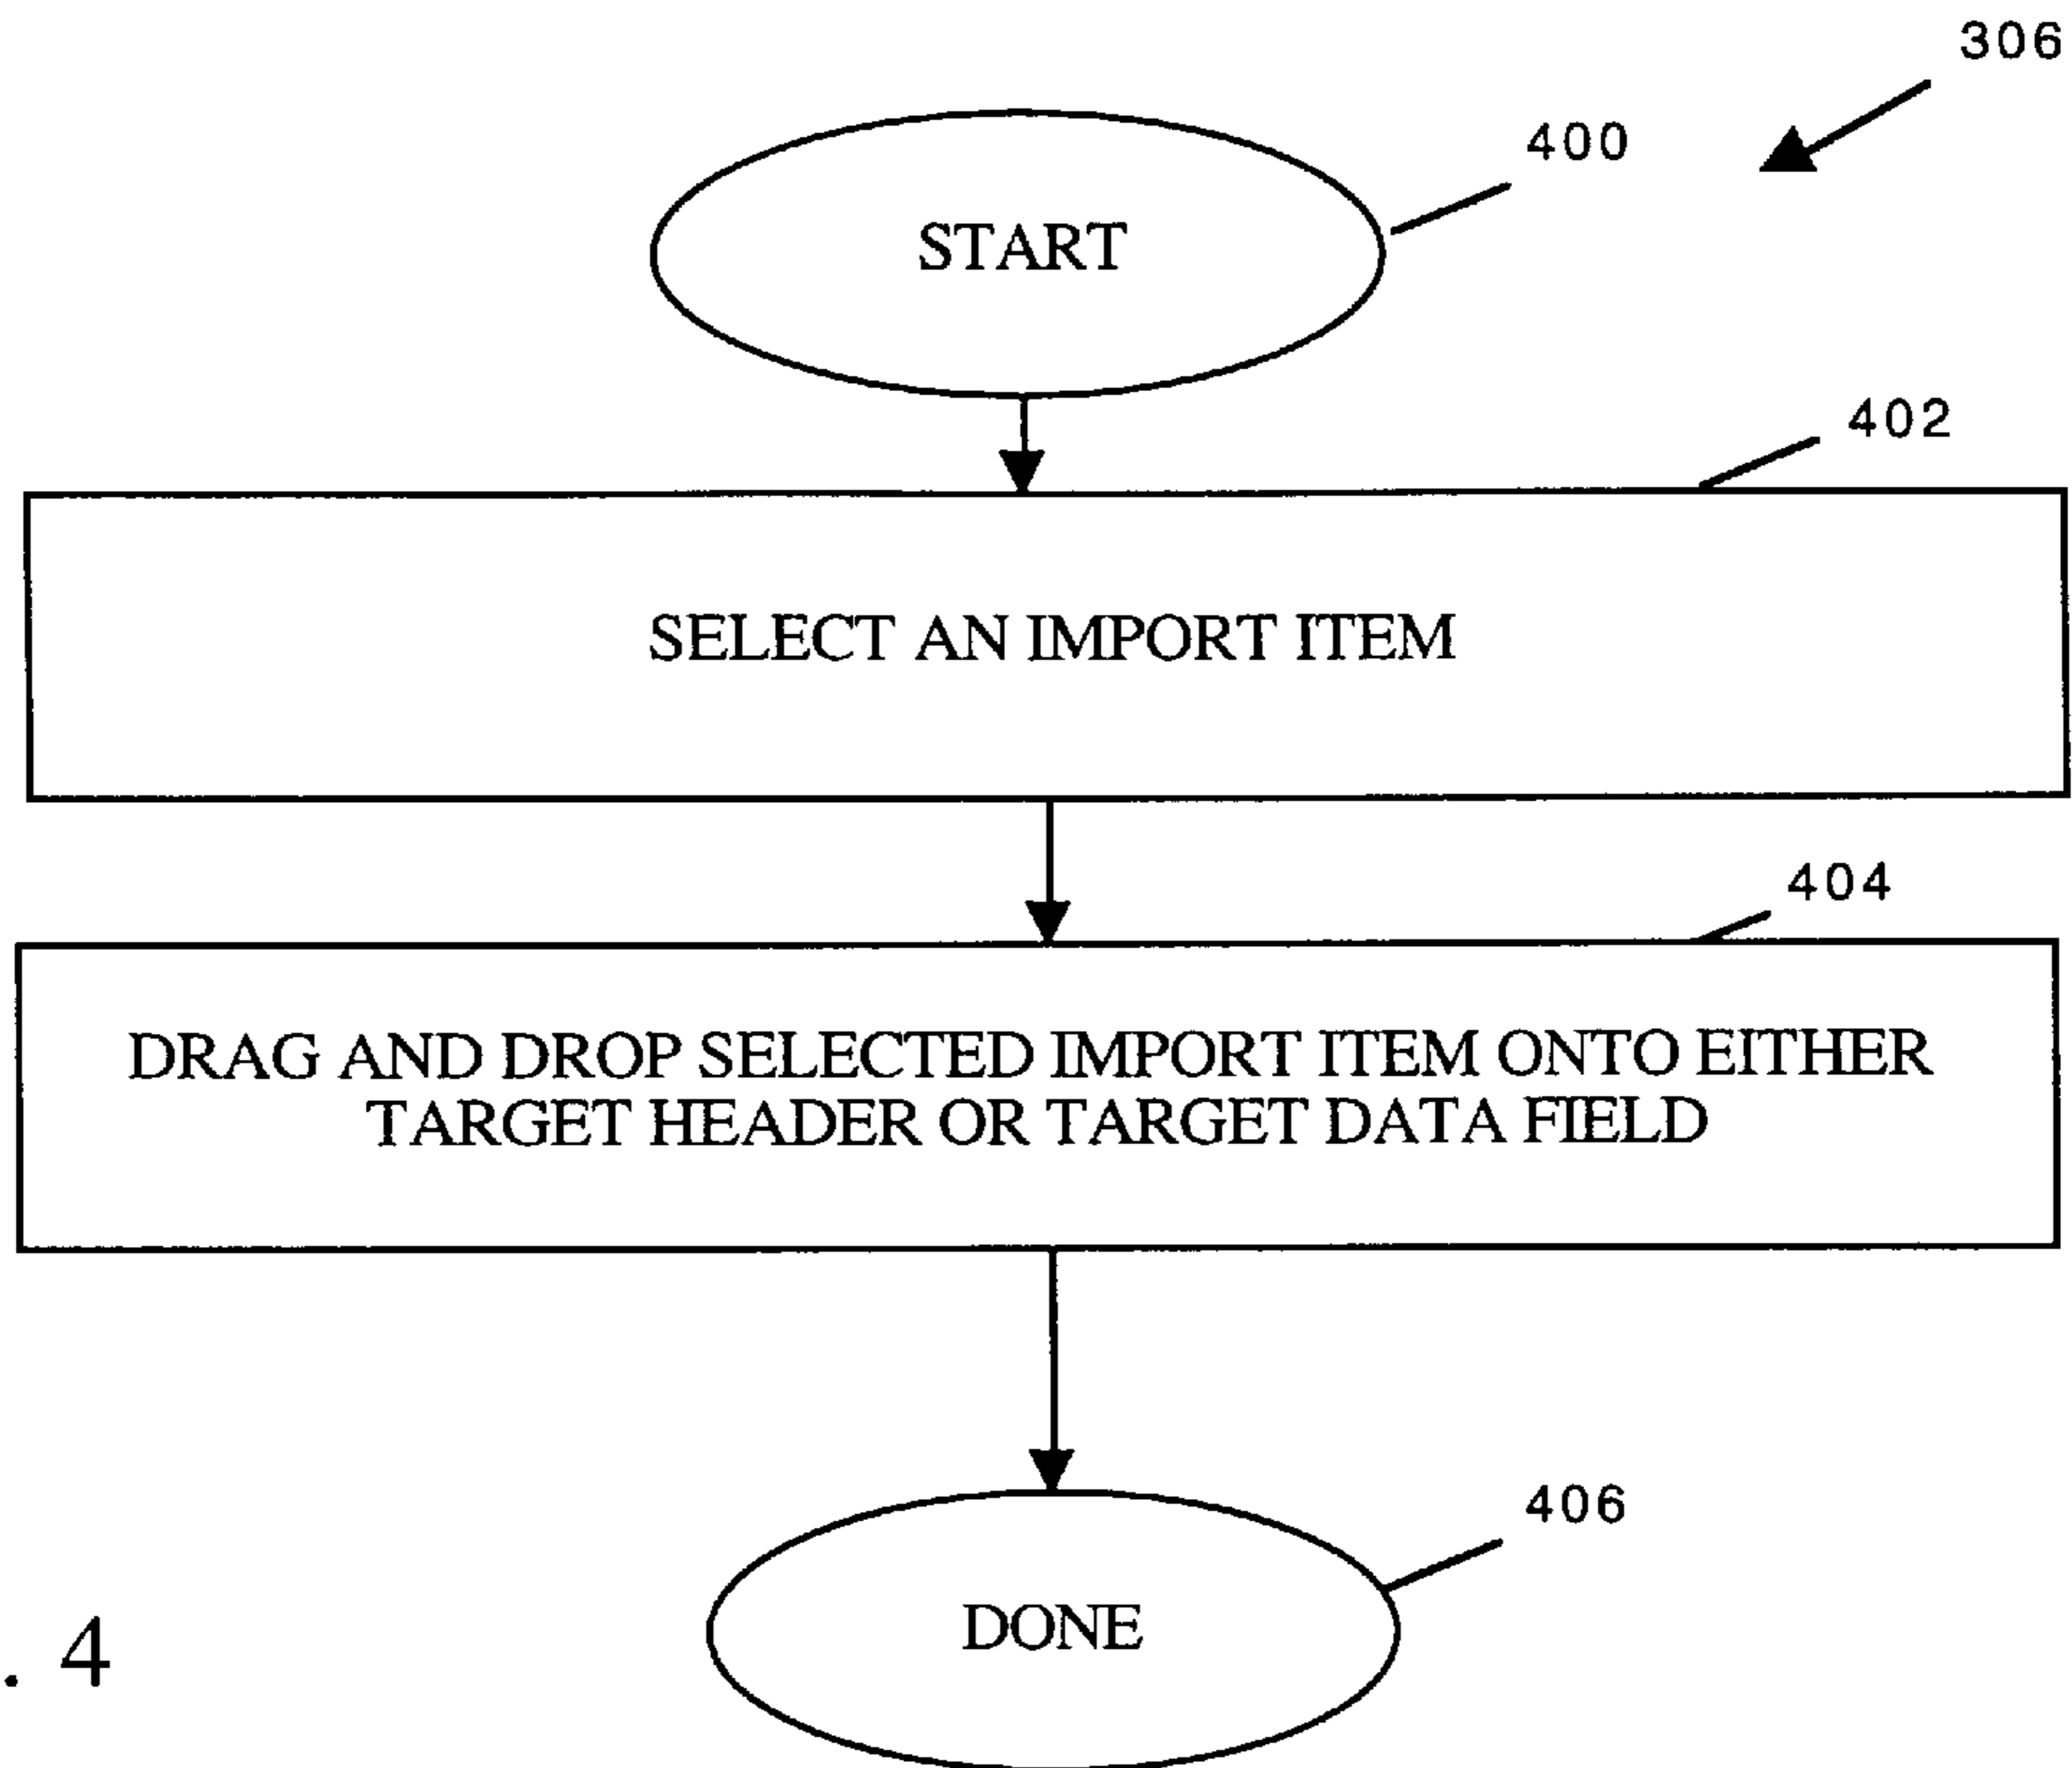 306
400
START
402
SELECT AN IMPORT ITEM
404
DRAG AND DROP SELECTED IMPORT ITEM ONTO EITHER
TARGET HEADER OR TARGET DATA FIELD
406
DONE
. 4